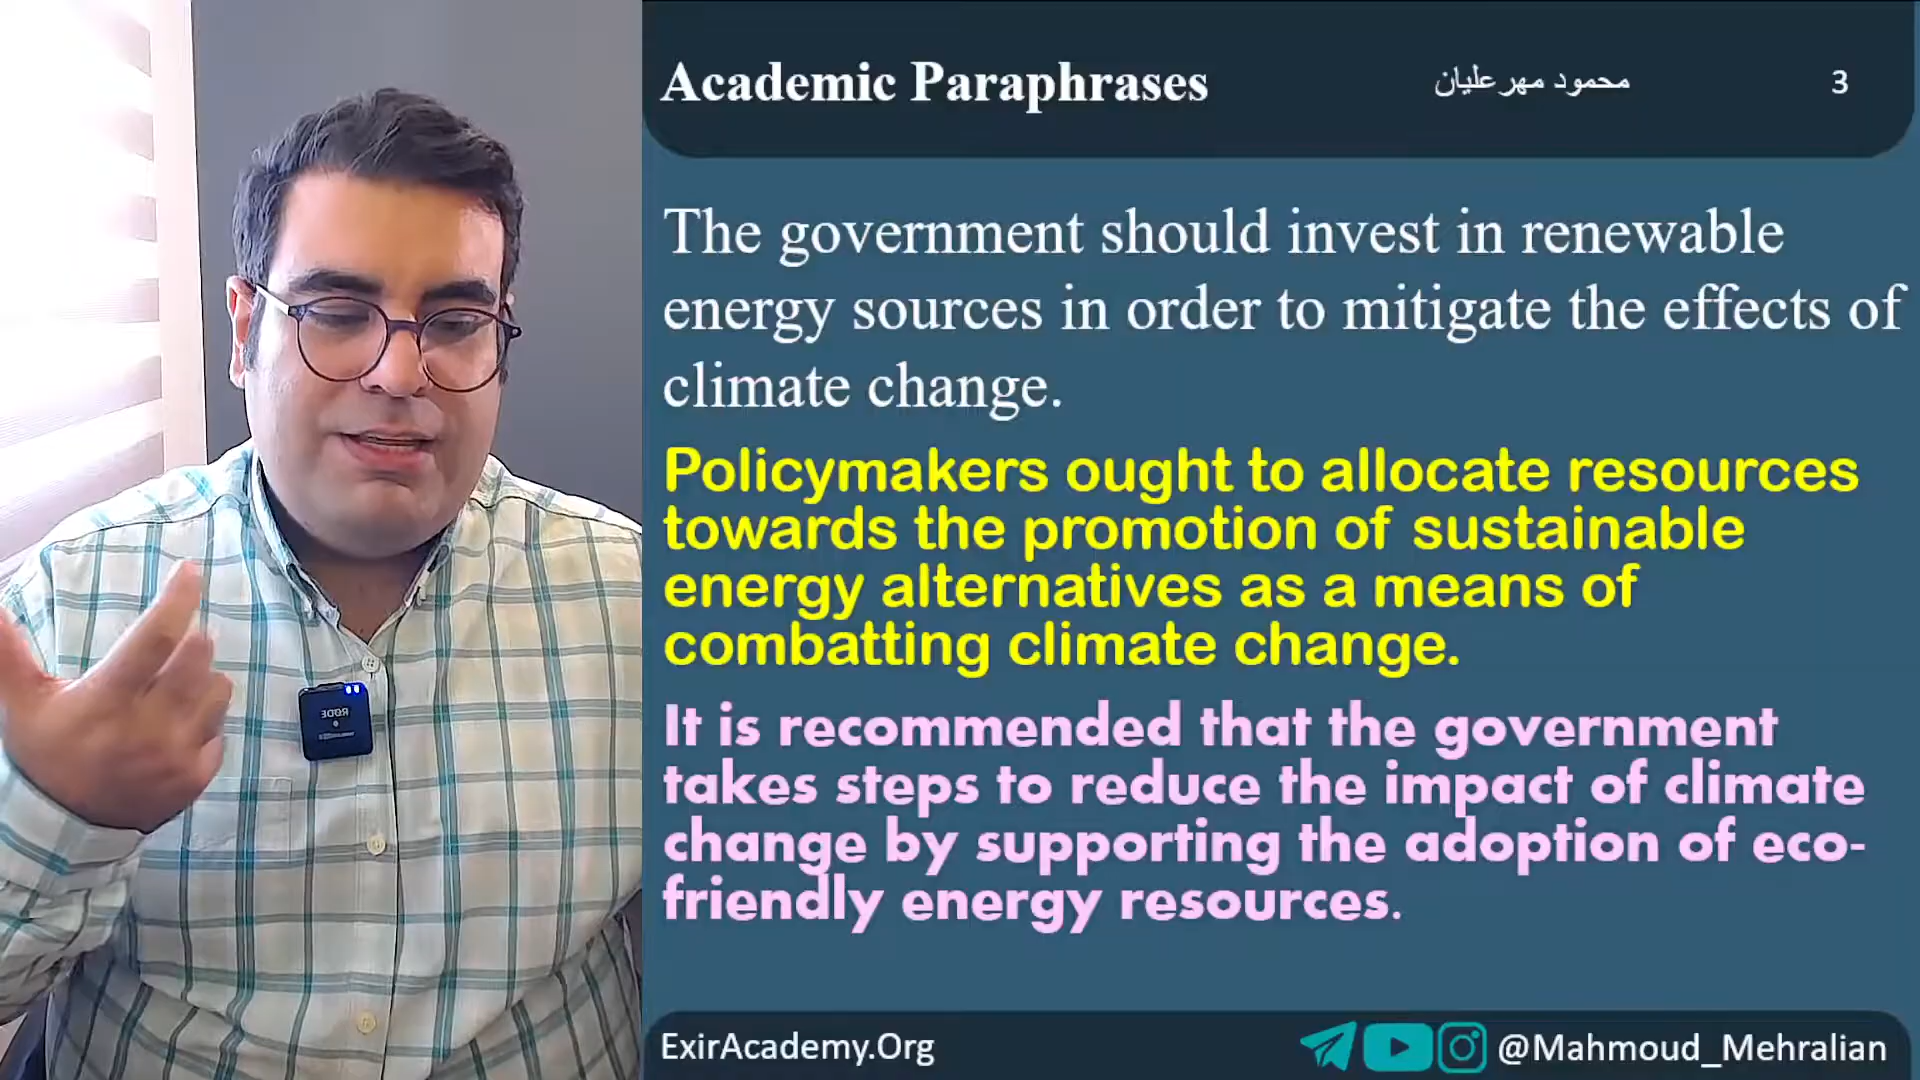 Academic Paraphrases محمود مهرعلیان 3
The government should invest in renewable
energy sources in order to mitigate the effects of
climate change.
Policymakers ought to allocate resources
towards the promotion of sustainable
energy alternatives as a means of
combatting climate change.
It is recommended that the government
takes steps to reduce the impact of climate
change by supporting the adoption of eco-
friendly energy resources.
RØDE
ExirAcademy.Org @Mahmoud_Mehralian